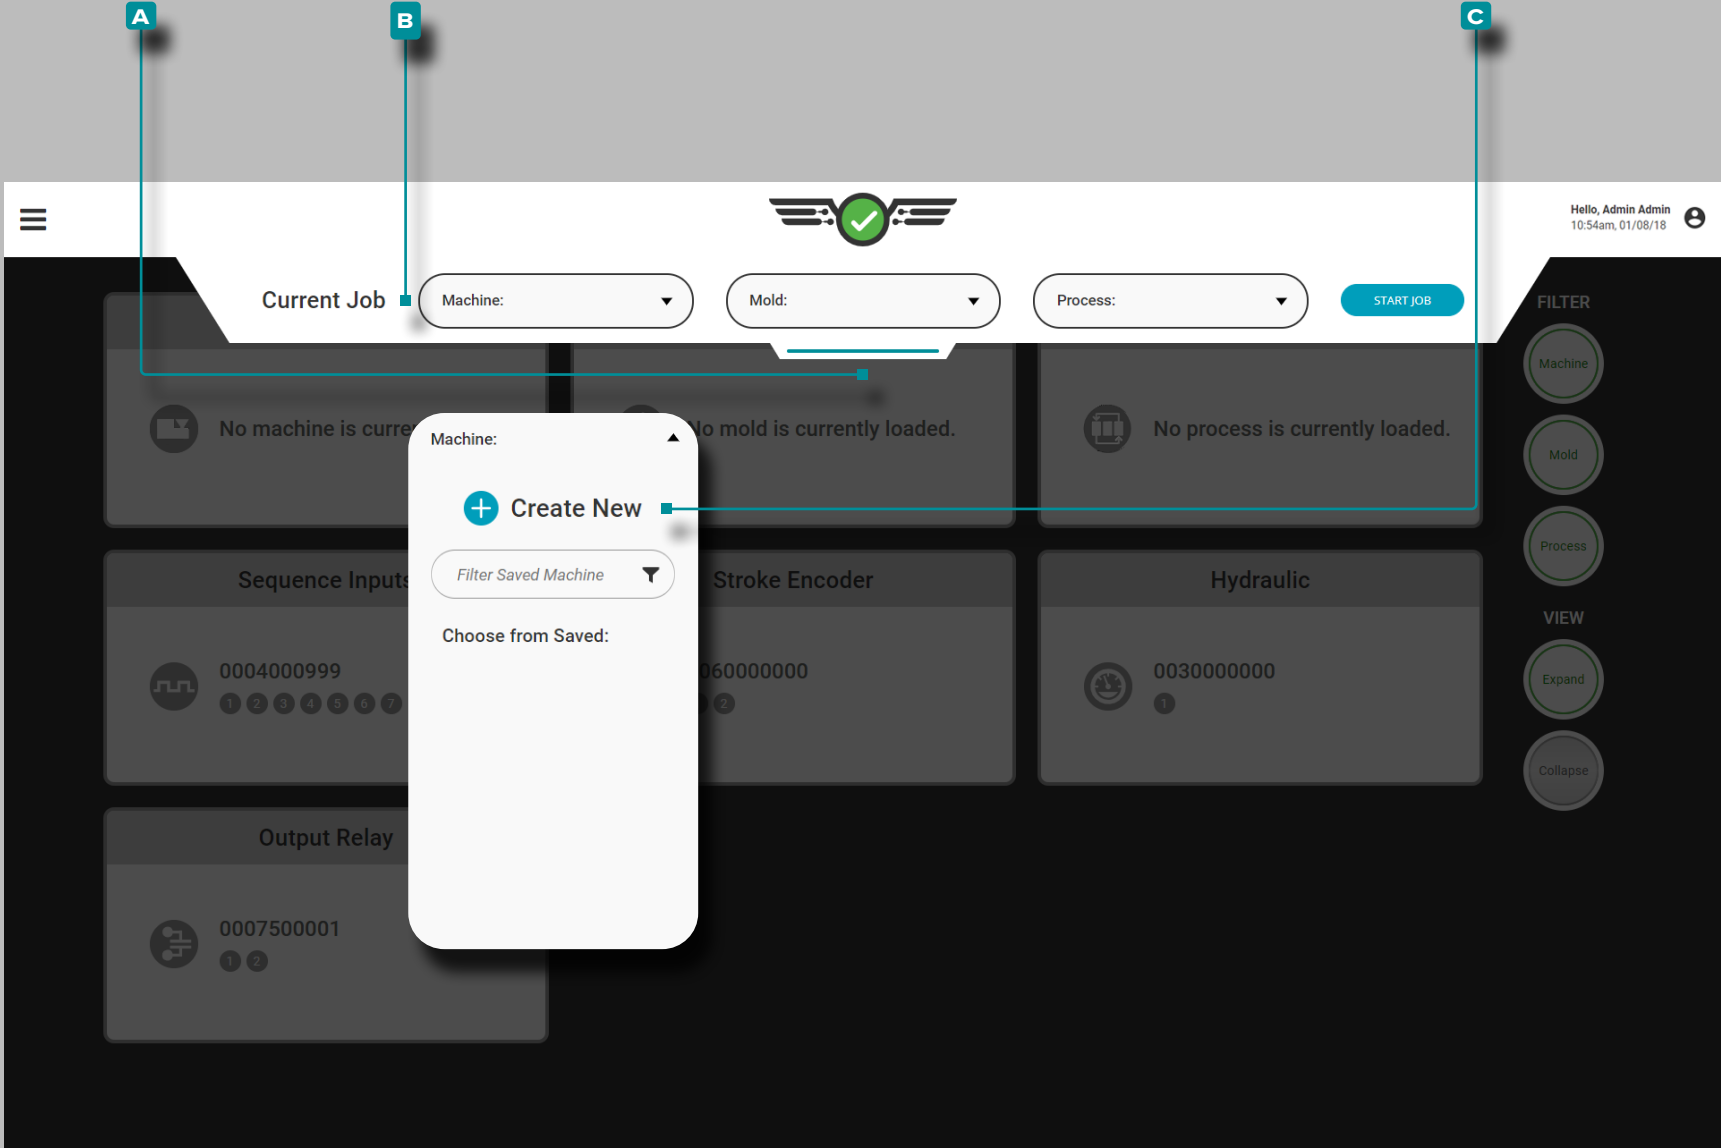 A
B
C
Hello, Admin Admin
10:54am, 01/08/18
Current Job
Machine:
Mold:
Process:
START JOB
FILTER
Machine
Mold
Process
VIEW
Expand
Collapse
No machine is curre
No mold is currently loaded.
No process is currently loaded.
Machine:
Create New
Filter Saved Machine
Choose from Saved:
Sequence Inputs
0004000999
1 2 3 4 5 6 7
Stroke Encoder
060000000
2
Hydraulic
0030000000
1
Output Relay
0007500001
1 2